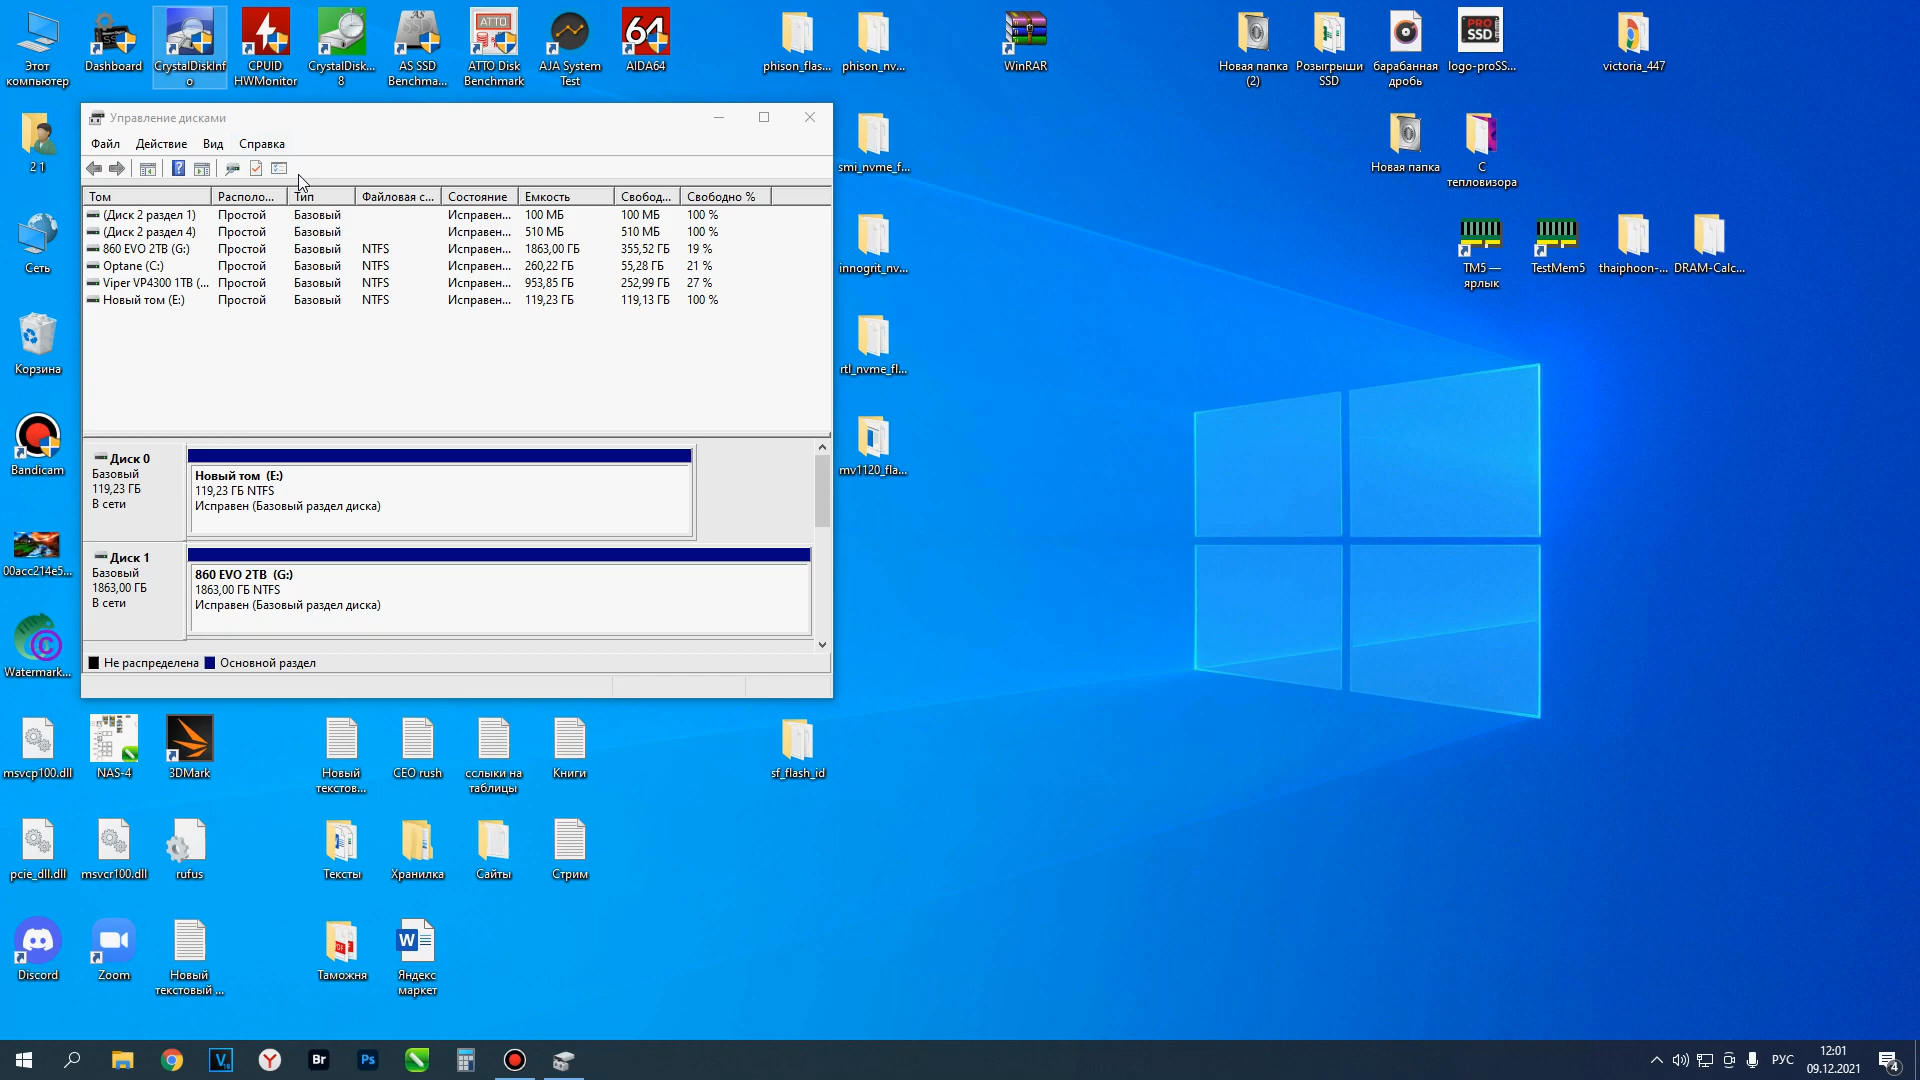 Этот
компьютер
Dashboard
CrystalDiskInf
o
CPUID
HWMonitor
CrystalDisk...
8
AS SSD
Benchma...
ATTO Disk
Benchmark
AJA System
Test
AIDA64
phison_flas...
phison_nv...
WinRAR
Новая папка
(2)
Розыгрыши
SSD
барабанная
дробь
logo-proSS...
victoria_447
AS
SSD
ATTO
64
PRO
SSD
Управление дисками
Файл Действие Вид Справка
Том Располо... Тип Файловая с... Состояние Емкость Свобод... Свободно %
(Диск 2 раздел 1) Простой Базовый Исправен... 100 МБ 100 МБ 100 %
(Диск 2 раздел 4) Простой Базовый Исправен... 510 МБ 510 МБ 100 %
860 EVO 2TB (G:) Простой Базовый NTFS Исправен... 1863,00 ГБ 355,52 ГБ 19 %
Optane (C:) Простой Базовый NTFS Исправен... 260,22 ГБ 55,28 ГБ 21 %
Viper VP4300 1TB (... Простой Базовый NTFS Исправен... 953,85 ГБ 252,99 ГБ 27 %
Новый том (E:) Простой Базовый NTFS Исправен... 119,23 ГБ 119,13 ГБ 100 %
Диск 0
Базовый
119,23 ГБ
В сети
Новый том (E:)
119,23 ГБ NTFS
Исправен (Базовый раздел диска)
Диск 1
Базовый
1863,00 ГБ
В сети
860 EVO 2TB (G:)
1863,00 ГБ NTFS
Исправен (Базовый раздел диска)
Не распределена Основной раздел
2 1
Сеть
Корзина
Bandicam
00acc214e5...
Watermark...
smi_nvme_f...
innogrit_nv...
rtl_nvme_fl...
mv1120_fla...
Новая папка
С
тепловизора
TM5 —
ярлык
TestMem5
thaiphoon-...
DRAM-Calc...
msvcp100.dll
NAS-4
3DMark
Новый
текстов...
CEO rush
сслыки на
таблицы
Книги
sf_flash_id
pcie_dll.dll
msvcr100.dll
rufus
Тексты
Хранилка
Сайты
Стрим
Discord
Zoom
Новый
текстовый ...
Таможня
Яндекс
маркет
Br
Ps
РУС
12:01
09.12.2021
4